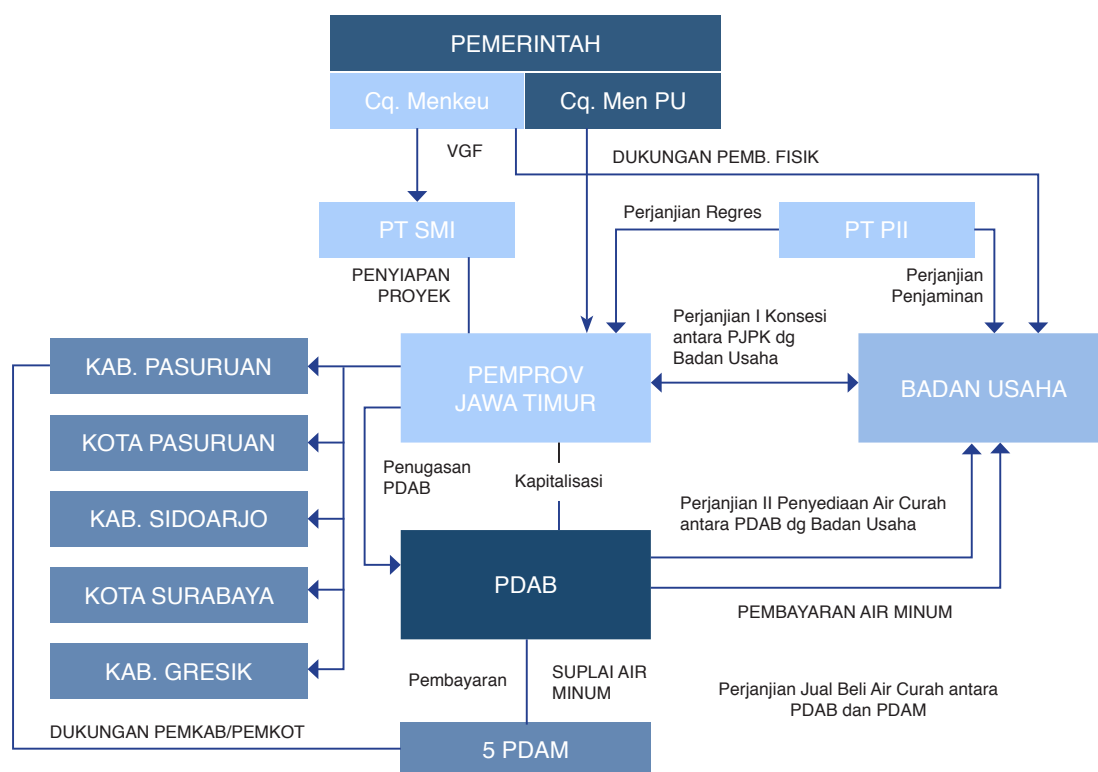 PEMERINTAH
Cq. Menkeu
Cq. Men PU
VGF
DUKUNGAN PEMB. FISIK
PT SMI
Perjanjian Regres
PT PII
PENYIAPAN
PROYEK
Perjanjian
Penjaminan
Perjanjian I Konsesi
antara PJPK dg
Badan Usaha
KAB. PASURUAN
PEMPROV
JAWA TIMUR
BADAN USAHA
KOTA PASURUAN
Penugasan
PDAB
Kapitalisasi
KAB. SIDOARJO
Perjanjian II Penyediaan Air Curah
antara PDAB dg Badan Usaha
KOTA SURABAYA
PDAB
PEMBAYARAN AIR MINUM
KAB. GRESIK
Pembayaran
SUPLAI AIR
MINUM
Perjanjian Jual Beli Air Curah antara
PDAB dan PDAM
DUKUNGAN PEMKAB/PEMKOT
5 PDAM